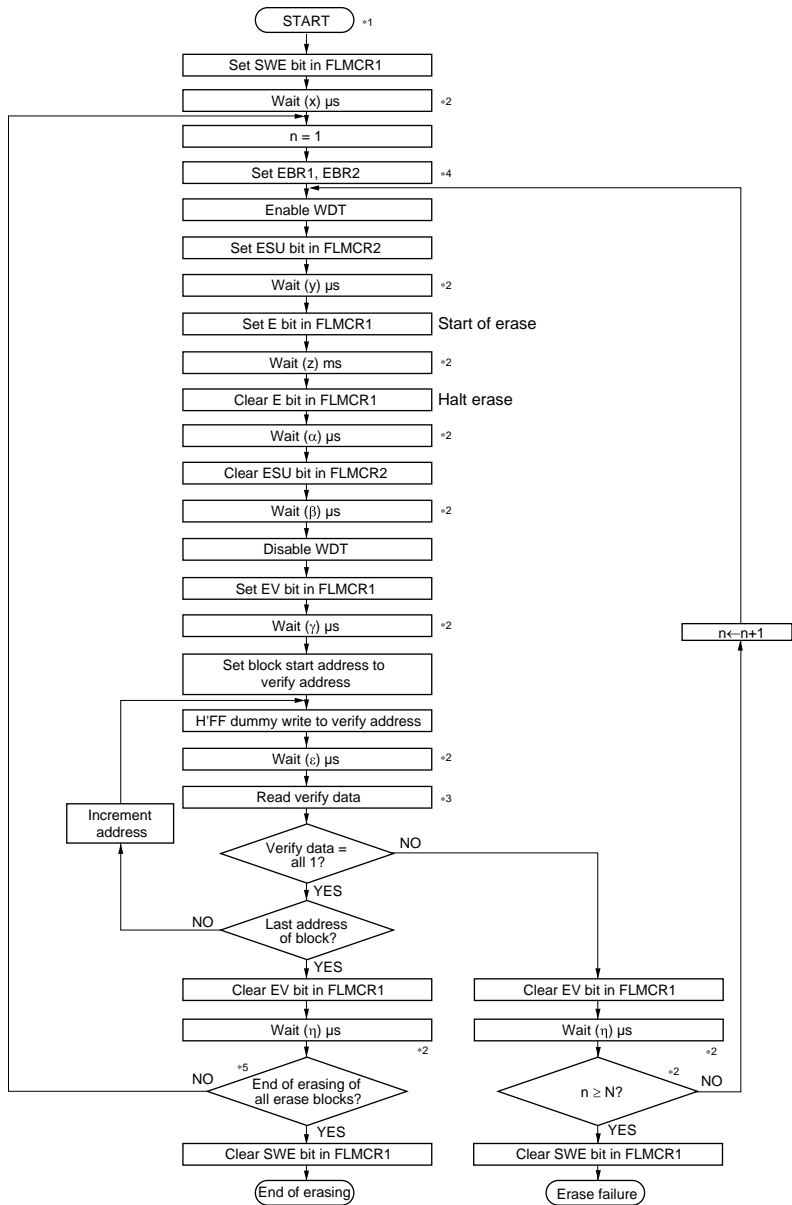 START *1
Set SWE bit in FLMCR1
Wait (x) µs *2
n = 1
Set EBR1, EBR2 *4
Enable WDT
Set ESU bit in FLMCR2
Wait (y) µs *2
Set E bit in FLMCR1 Start of erase
Wait (z) ms *2
Clear E bit in FLMCR1 Halt erase
Wait (α) µs *2
Clear ESU bit in FLMCR2
Wait (β) µs *2
Disable WDT
Set EV bit in FLMCR1
Wait (γ) µs *2
n←n+1
Set block start address to
verify address
H'FF dummy write to verify address
Wait (ε) µs *2
Read verify data *3
Increment
address
Verify data =
all 1?
NO
YES
NO
Last address
of block?
YES
Clear EV bit in FLMCR1
Wait (η) µs
*2
*5
NO
End of erasing of
all erase blocks?
YES
Clear SWE bit in FLMCR1
End of erasing
Clear EV bit in FLMCR1
Wait (η) µs
*2
*2
n ≥ N?
NO
YES
Clear SWE bit in FLMCR1
Erase failure